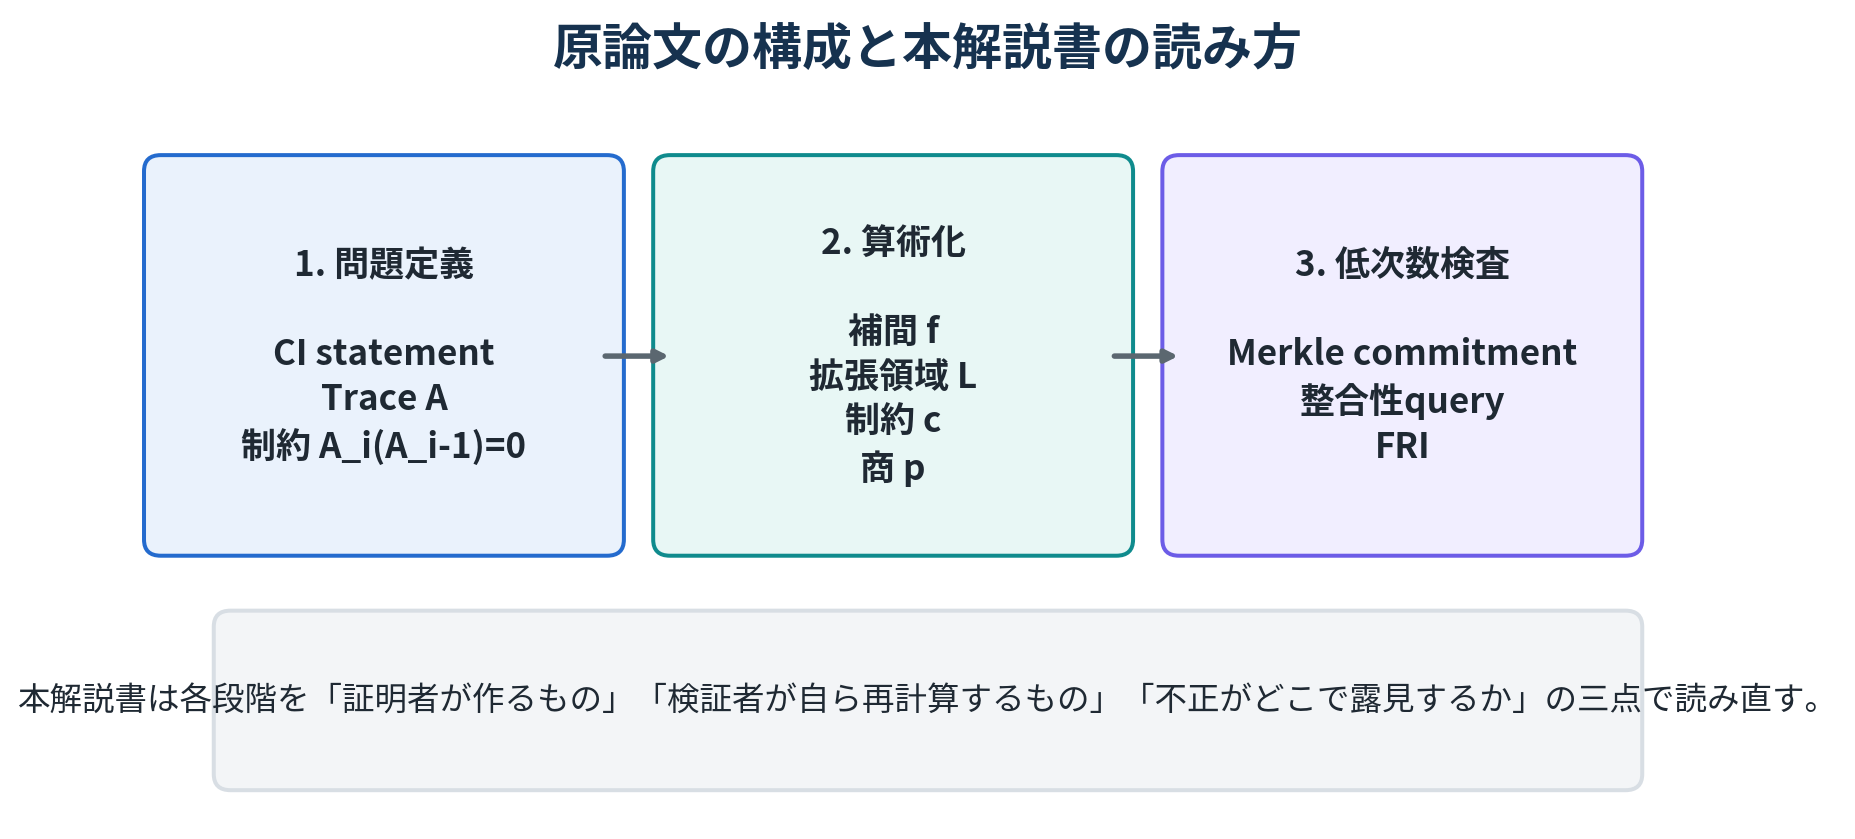 原論文の構成と本解説書の読み方
1. 問題定義
CI statement
Trace A
制約 A_i(A_i-1)=0
2. 算術化
補間 f
拡張領域 L
制約 c
商 p
3. 低次数検査
Merkle commitment
整合性query
FRI
本解説書は各段階を「証明者が作るもの」「検証者が自ら再計算するもの」「不正がどこで露見するか」の三点で読み直す。